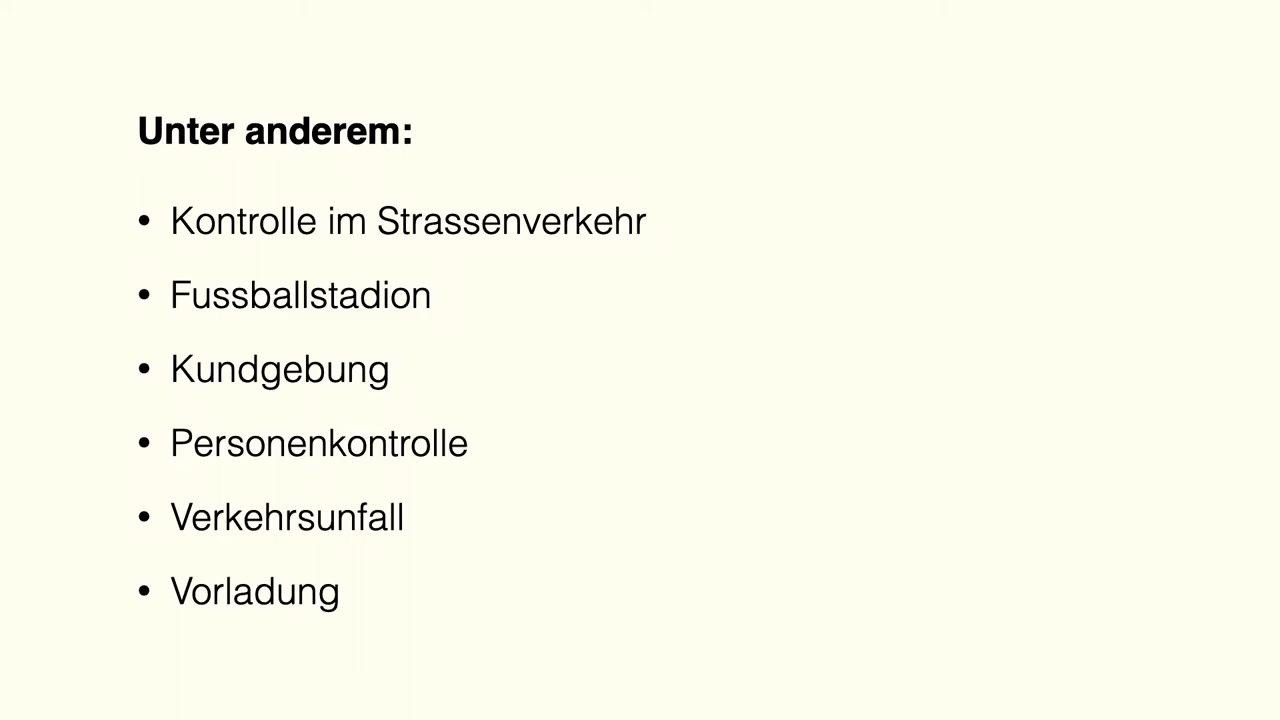 Unter anderem:
• Kontrolle im Strassenverkehr
• Fussballstadion
• Kundgebung
• Personenkontrolle
• Verkehrsunfall
• Vorladung